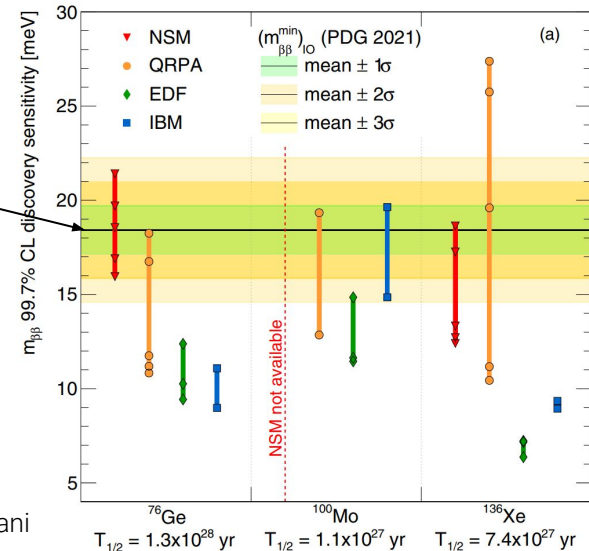 m_ββ 99.7% CL discovery sensitivity [meV]
30
25
20
15
10
5
NSM
QRPA
EDF
IBM
(m_ββ^min)_IO (PDG 2021)
mean ± 1σ
mean ± 2σ
mean ± 3σ
(a)
NSM not available
⁷⁶Ge
T_1/2 = 1.3x10²⁸ yr
¹⁰⁰Mo
T_1/2 = 1.1x10²⁷ yr
¹³⁶Xe
T_1/2 = 7.4x10²⁷ yr
ani